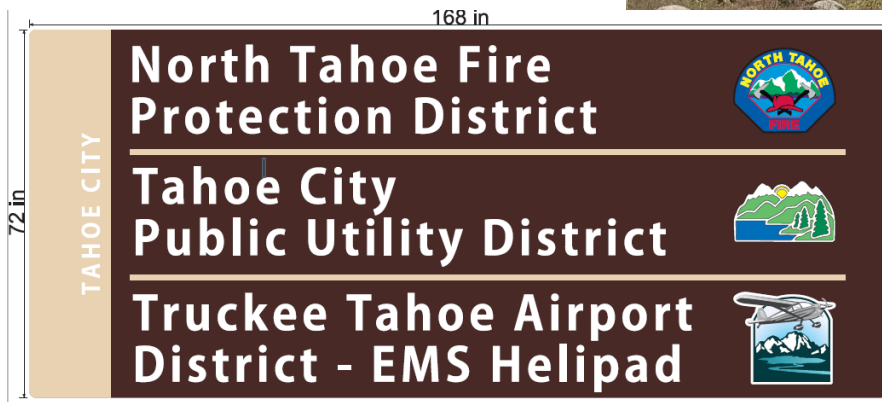 168 in
72 in
TAHOE CITY
North Tahoe Fire
Protection District
NORTH TAHOE
FIRE
Tahoe City
Public Utility District
Truckee Tahoe Airport
District - EMS Helipad